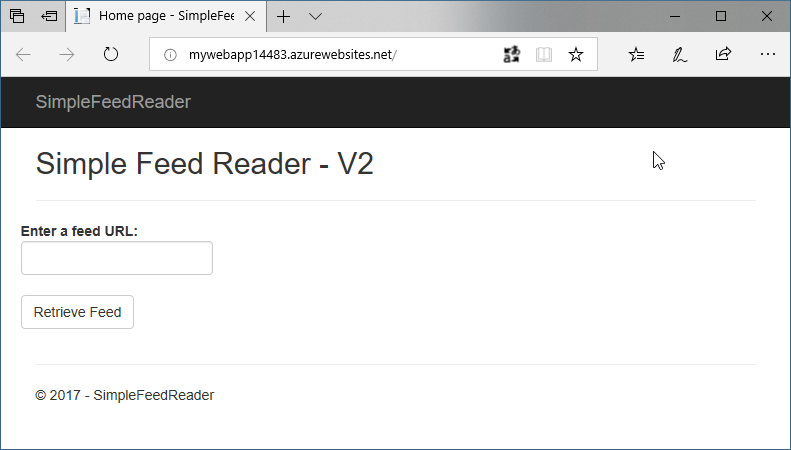 Home page - SimpleFee
mywebapp14483.azurewebsites.net/
SimpleFeedReader
Simple Feed Reader - V2
Enter a feed URL:
Retrieve Feed
© 2017 - SimpleFeedReader